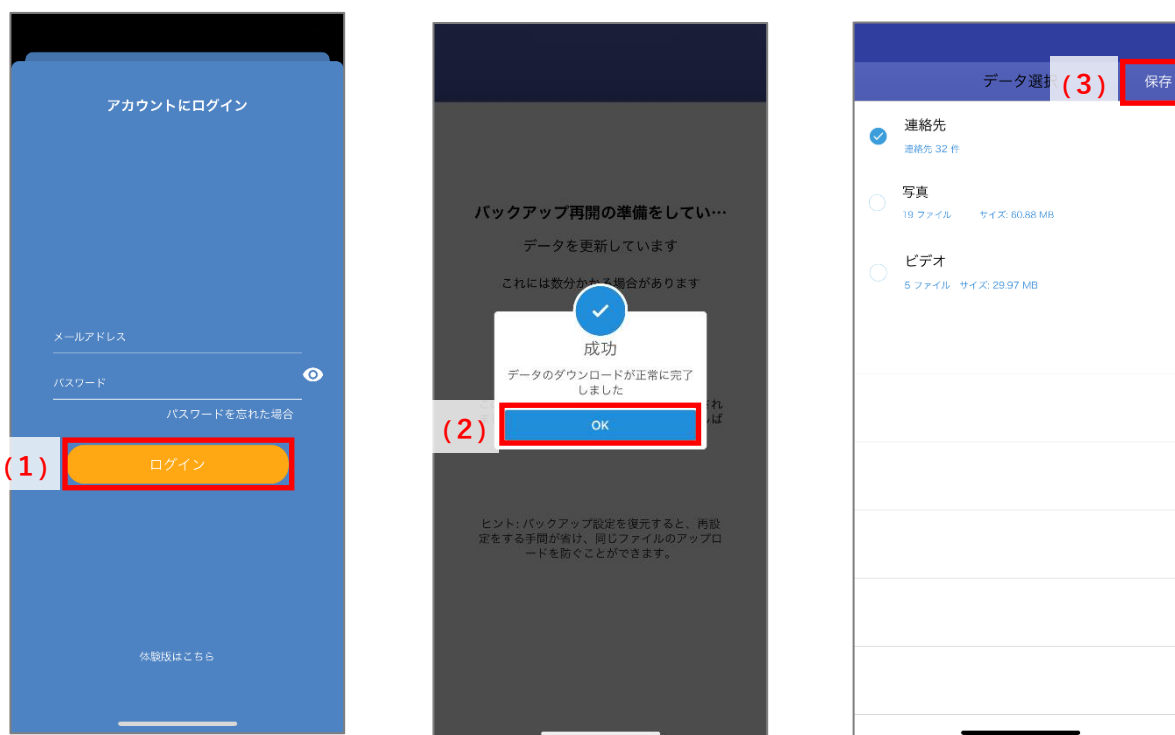 アカウントにログイン
メールアドレス
パスワード
パスワードを忘れた場合
(1)
ログイン
体験版はこちら
バックアップ再開の準備をしてい…
データを更新しています
これには数分かかる場合があります
成功
データのダウンロードが正常に完了
しました
(2)
OK
ヒント: バックアップ設定を復元すると、再設
定をする手間が省け、同じファイルのアップロ
ードを防ぐことができます。
データ選択
(3)
保存
連絡先
連絡先 32 件
写真
19 ファイル サイズ: 60.88 MB
ビデオ
5 ファイル サイズ: 29.97 MB